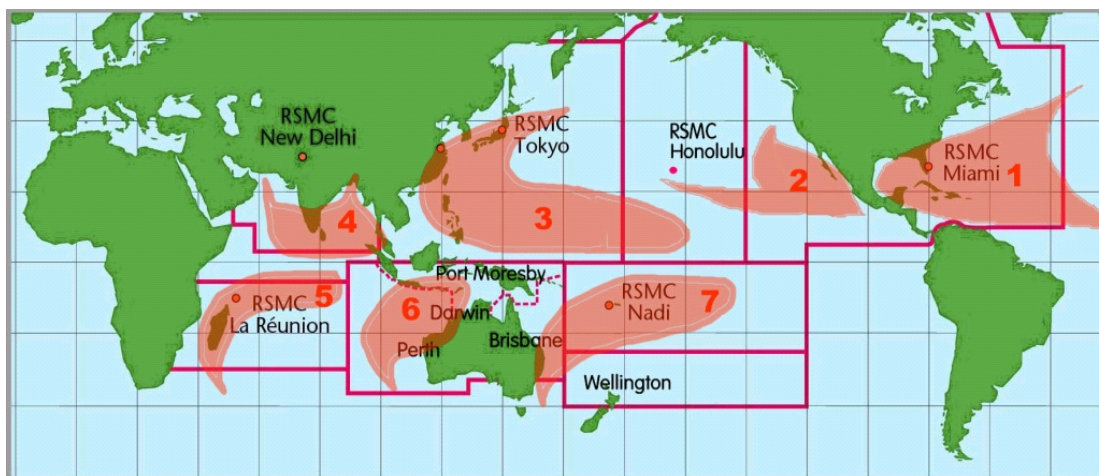 RSMC
New Delhi
RSMC
Tokyo
RSMC
Honolulu
RSMC
Miami
1
2
3
4
5
6
7
RSMC
La Réunion
Port Moresby
Darwin
Perth
Brisbane
RSMC
Nadi
Wellington